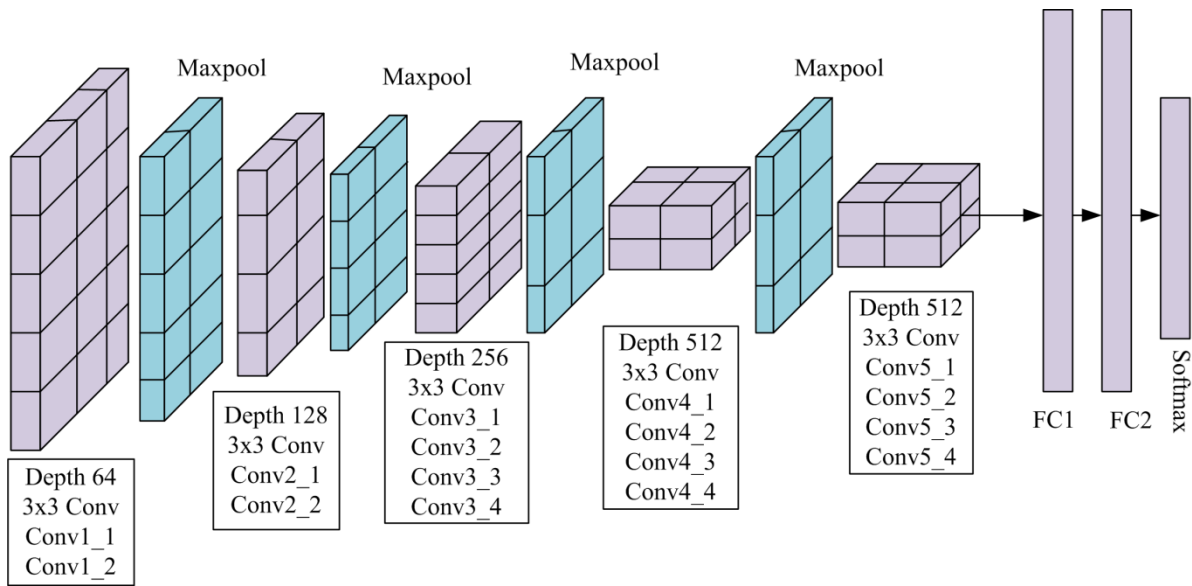 Maxpool
Maxpool
Maxpool
Maxpool
Depth 64
3x3 Conv
Conv1_1
Conv1_2
Depth 128
3x3 Conv
Conv2_1
Conv2_2
Depth 256
3x3 Conv
Conv3_1
Conv3_2
Conv3_3
Conv3_4
Depth 512
3x3 Conv
Conv4_1
Conv4_2
Conv4_3
Conv4_4
Depth 512
3x3 Conv
Conv5_1
Conv5_2
Conv5_3
Conv5_4
FC1
FC2
Softmax